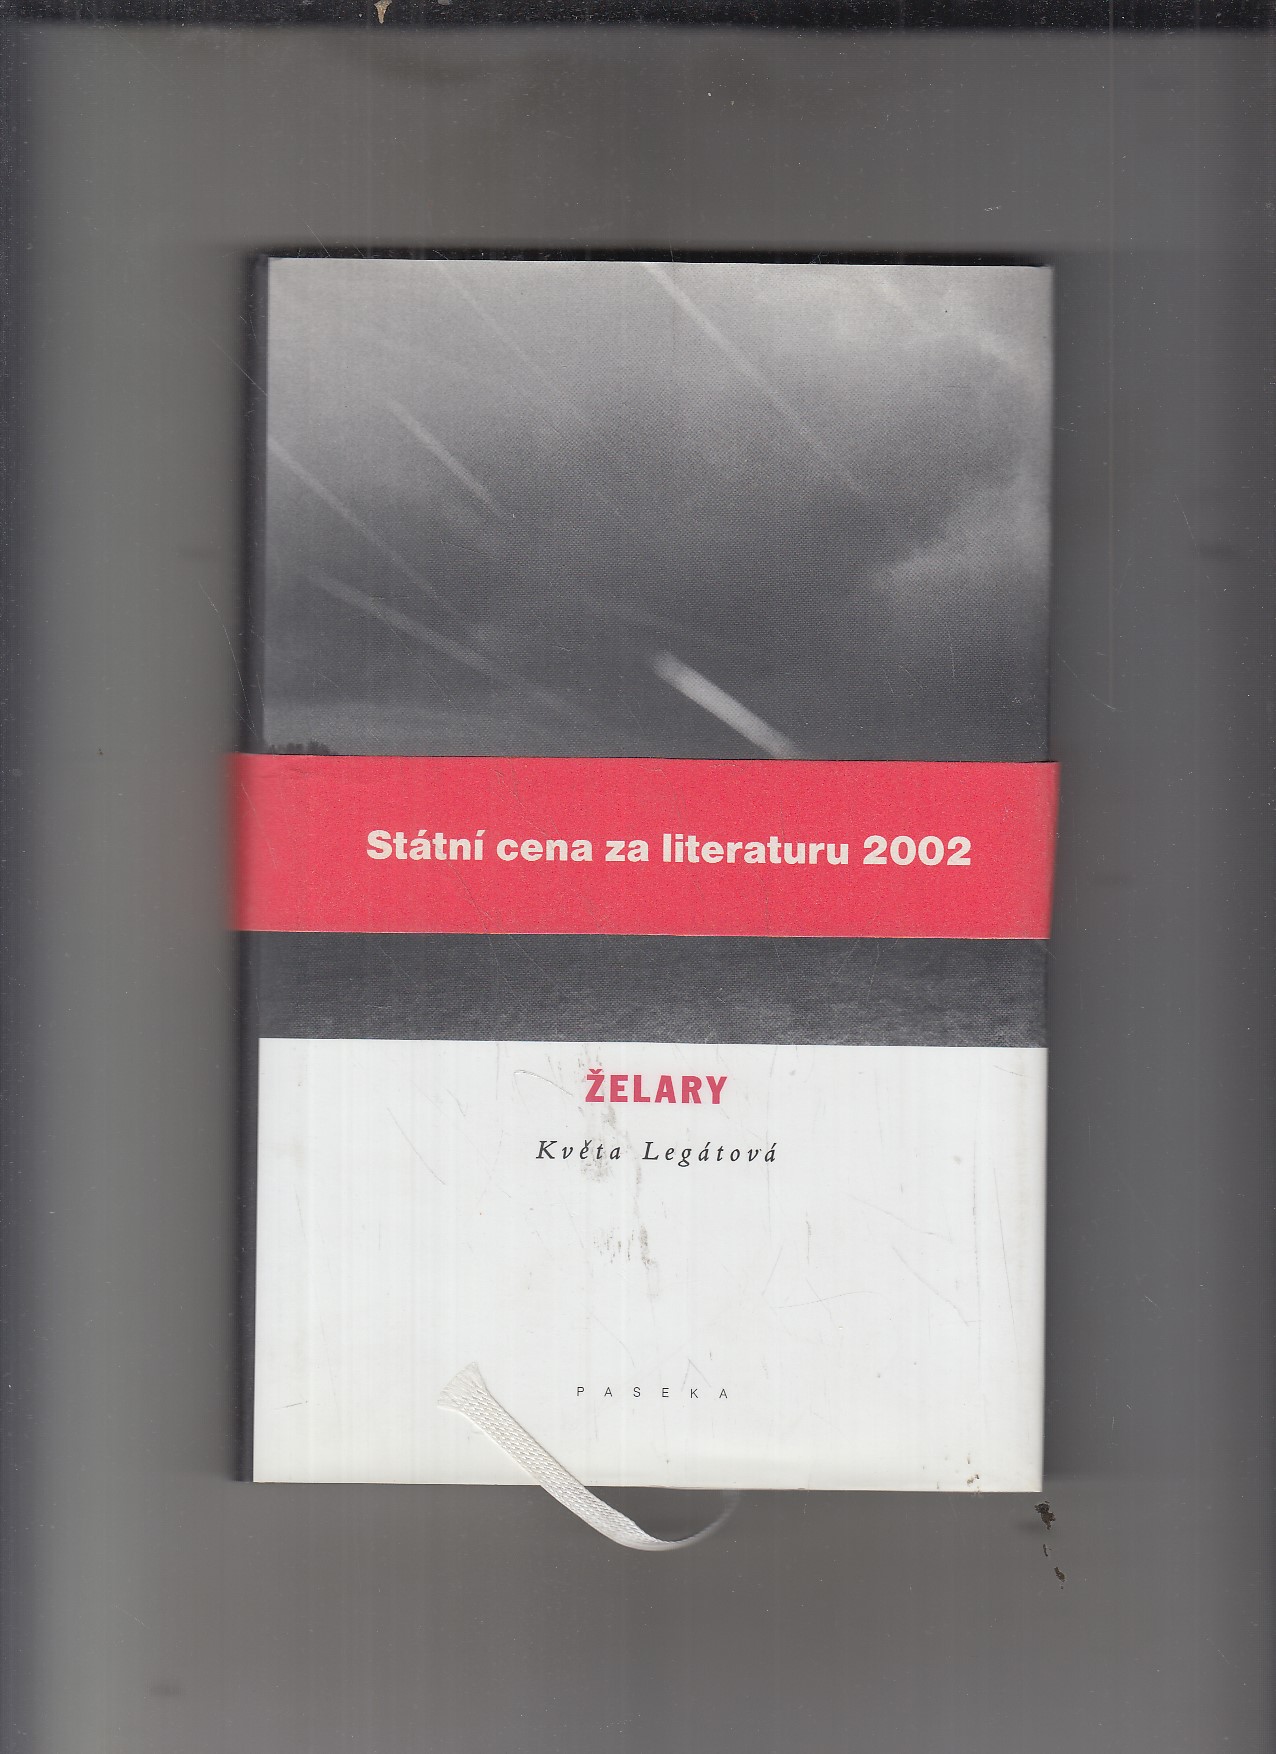 Státní cena za literaturu 2002
ŽELARY
Květa Legátová
PASEKA